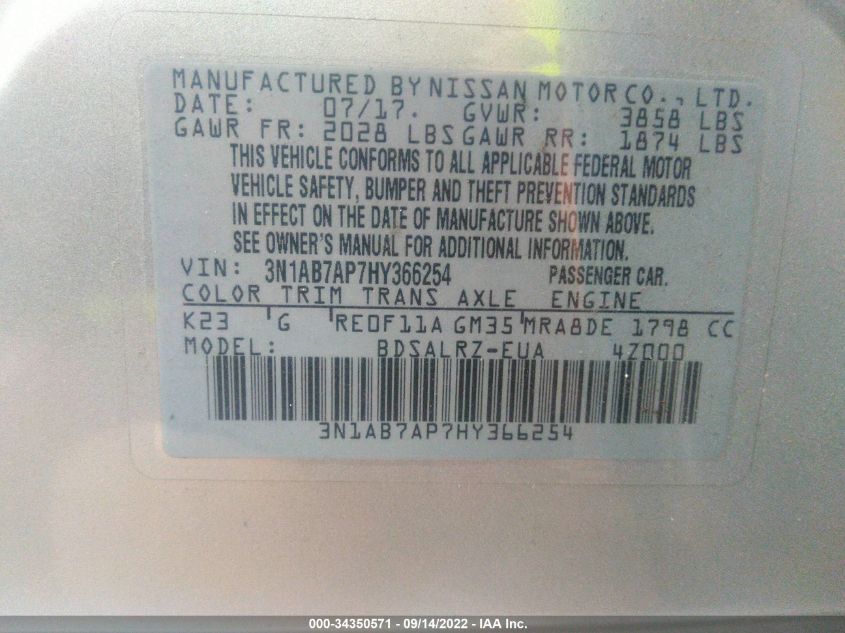 MANUFACTURED BY NISSAN MOTOR CO., LTD.
DATE: 07/17. GVWR: 3858 LBS
GAWR FR: 2028 LBS GAWR RR: 1874 LBS
THIS VEHICLE CONFORMS TO ALL APPLICABLE FEDERAL MOTOR
VEHICLE SAFETY, BUMPER AND THEFT PREVENTION STANDARDS
IN EFFECT ON THE DATE OF MANUFACTURE SHOWN ABOVE.
SEE OWNER'S MANUAL FOR ADDITIONAL INFORMATION.
VIN: 3N1AB7AP7HY366254 PASSENGER CAR.
COLOR TRIM TRANS AXLE ENGINE
K23 'G 'RE0F11A GM35 'MRA8DE 1798 CC
MODEL: BDSALRZ-EUA 4Z000
3N1AB7AP7HY366254
000-34350571 - 09/14/2022 - IAA Inc.